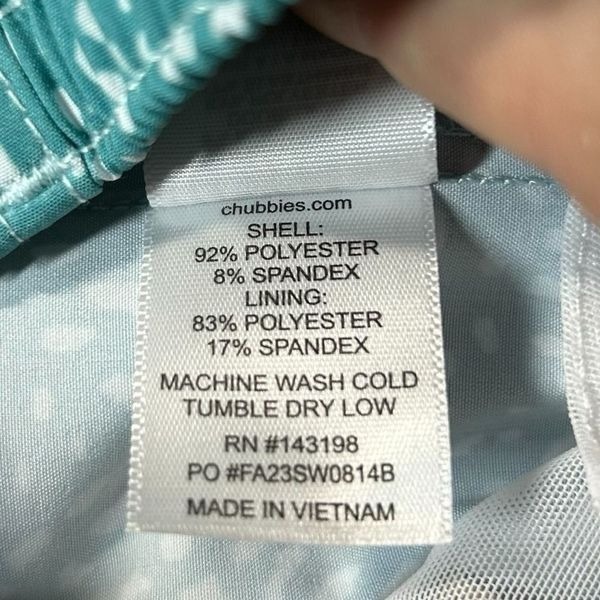 chubbies.com
SHELL:
92% POLYESTER
8% SPANDEX
LINING:
83% POLYESTER
17% SPANDEX
MACHINE WASH COLD
TUMBLE DRY LOW
RN #143198
PO #FA23SW0814B
MADE IN VIETNAM